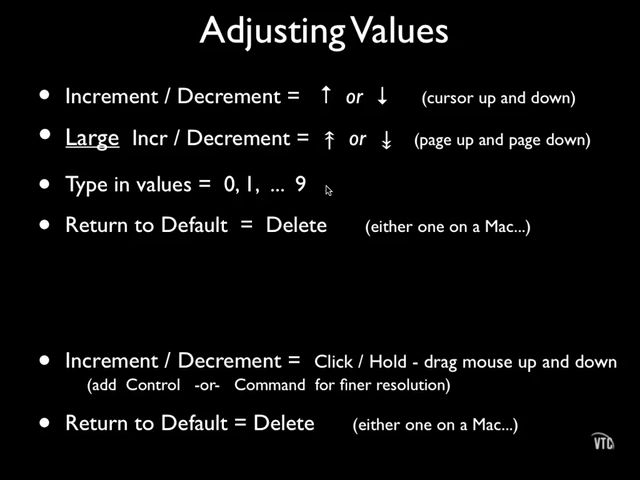 Adjusting Values
• Increment / Decrement = ↑ or ↓ (cursor up and down)
• Large Incr / Decrement = ↟ or ↡ (page up and page down)
• Type in values = 0, 1, ... 9
• Return to Default = Delete (either one on a Mac...)
• Increment / Decrement = Click / Hold - drag mouse up and down
(add Control -or- Command for finer resolution)
• Return to Default = Delete (either one on a Mac...)
VTC